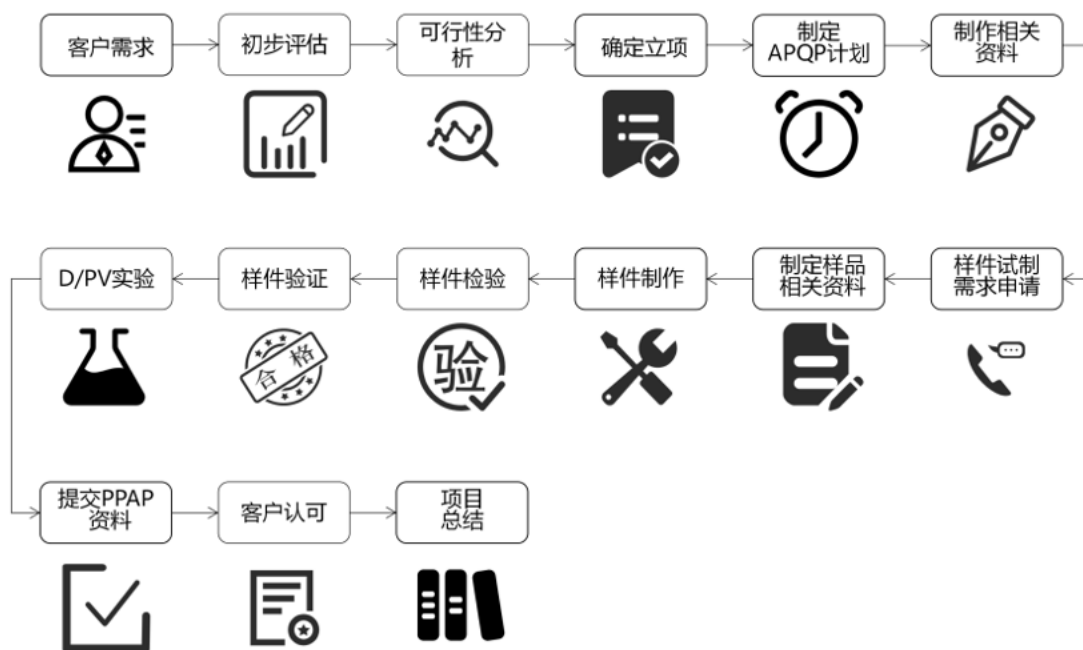 客户需求
初步评估
可行性分
析
确定立项
制定
APQP计划
制作相关
资料
样件试制
需求申请
制定样品
相关资料
样件制作
样件检验
验
样件验证
合格
D/PV实验
提交PPAP
资料
客户认可
项目
总结